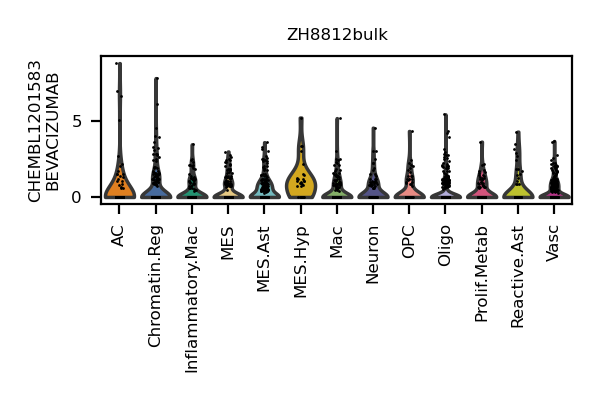 ZH8812bulk
CHEMBL1201583
BEVACIZUMAB
5
0
AC
Chromatin.Reg
Inflammatory.Mac
MES
MES.Ast
MES.Hyp
Mac
Neuron
OPC
Oligo
Prolif.Metab
Reactive.Ast
Vasc